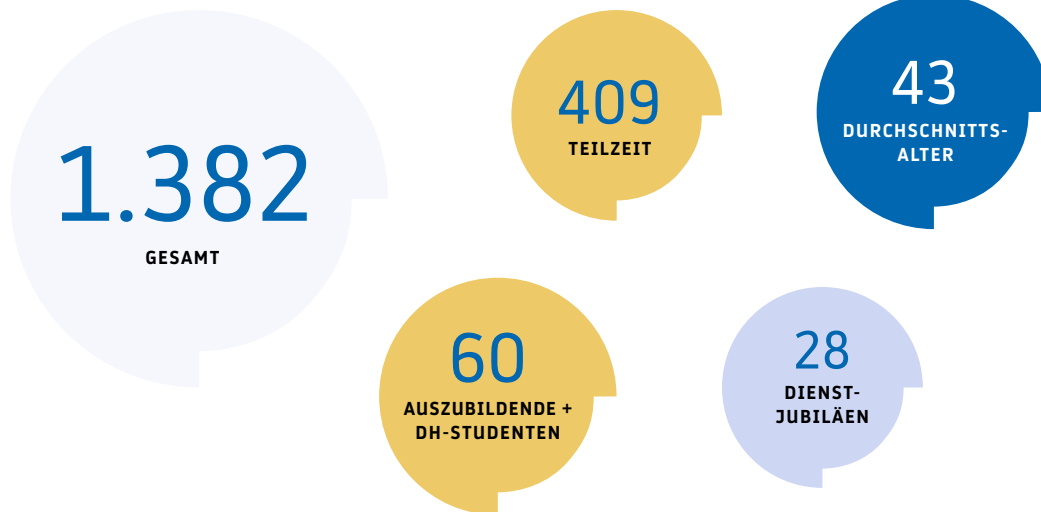 1.382
GESAMT
409
TEILZEIT
43
DURCHSCHNITTS-
ALTER
60
AUSZUBILDENDE +
DH-STUDENTEN
28
DIENST-
JUBILÄEN